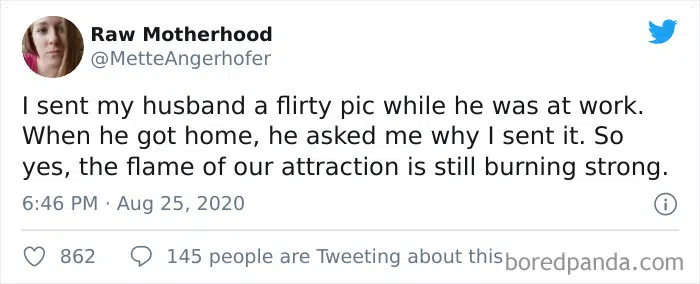 Raw Motherhood
@MetteAngerhofer
I sent my husband a flirty pic while he was at work.
When he got home, he asked me why I sent it. So
yes, the flame of our attraction is still burning strong.
6:46 PM · Aug 25, 2020
862 145 people are Tweeting about this
boredpanda.com